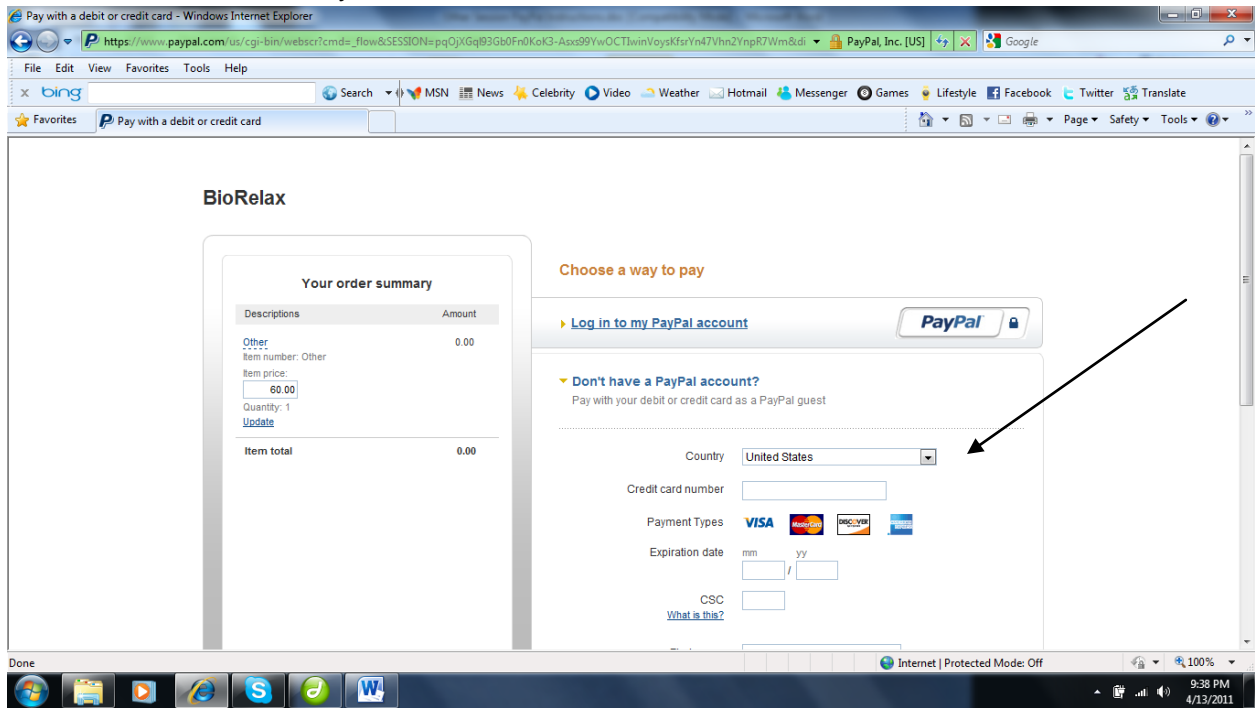 Pay with a debit or credit card - Windows Internet Explorer
https://www.paypal.com/us/cgi-bin/webscr?cmd=_flow&SESSION= PayPal, Inc. [US] Google
File Edit View Favorites Tools Help
x bing Search MSN News Celebrity Video Weather Hotmail Messenger Games Lifestyle Facebook Twitter Translate
Favorites Pay with a debit or credit card Page Safety Tools
BioRelax
Your order summary
Descriptions Amount
Other 0.00
Item number: Other
Item price:
60.00
Quantity: 1
Update
Item total 0.00
Choose a way to pay
Log in to my PayPal account PayPal
Don't have a PayPal account?
Pay with your debit or credit card as a PayPal guest
Country United States
Credit card number
Payment Types VISA MasterCard DISCOVER
Expiration date mm yy
/
CSC
What is this?
Done Internet | Protected Mode: Off 100%
9:38 PM
4/13/2011